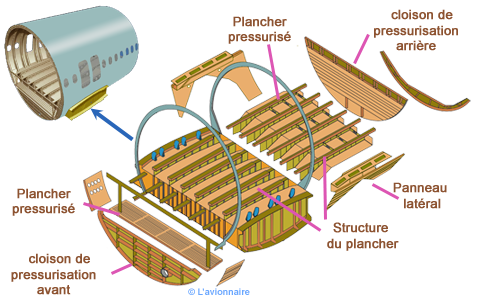 Plancher
pressurisé
cloison de
pressurisation
arrière
Plancher
pressurisé
Panneau
latéral
Structure
du plancher
cloison de
pressurisation
avant
© L'avionnaire